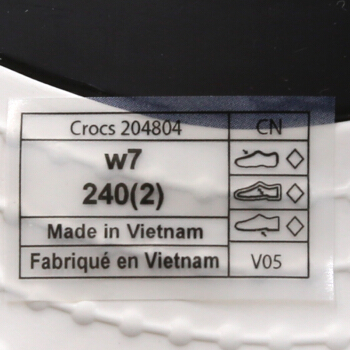 Crocs 204804 CN
w7
240(2)
Made in Vietnam
Fabriqué en Vietnam V05